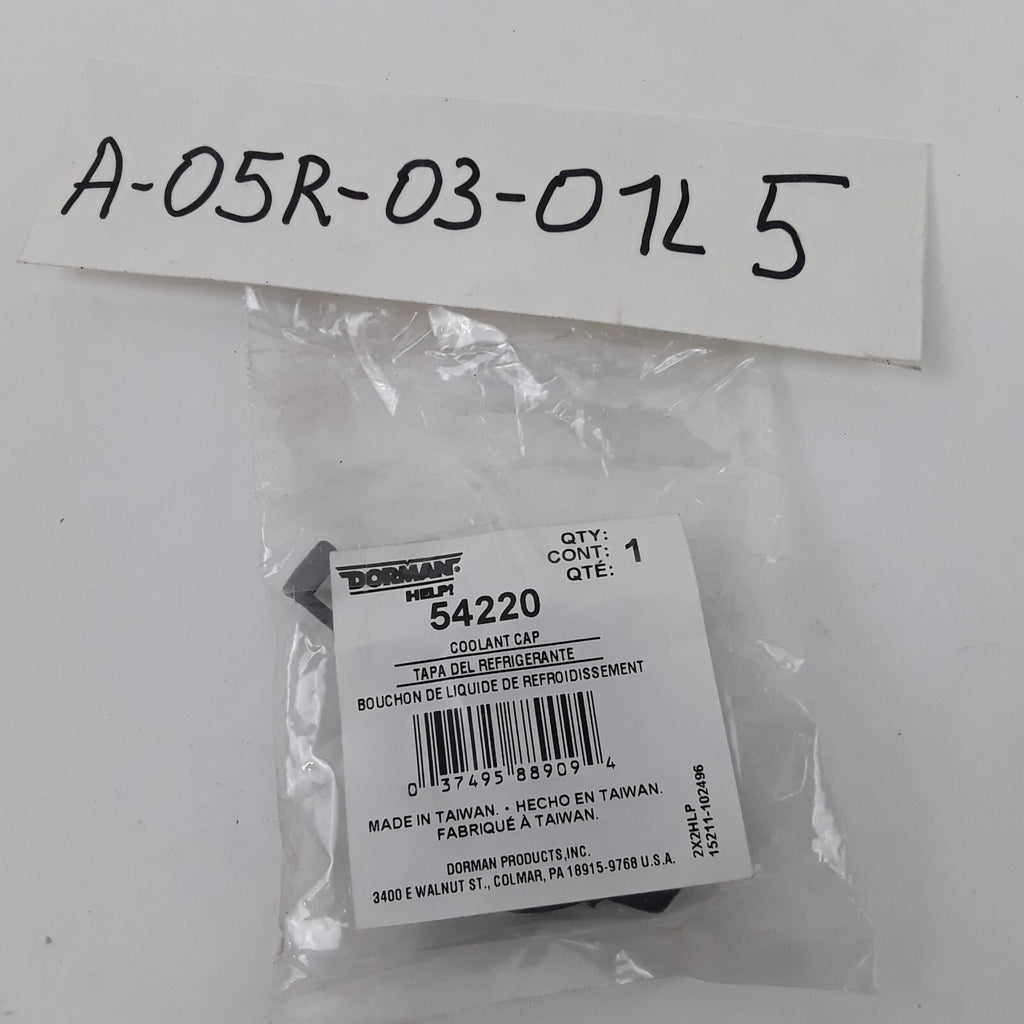 A-05R-03-01L 5
DORMAN®
HELP!
QTY:
CONT: 1
QTÉ:
54220
COOLANT CAP
TAPA DEL REFRIGERANTE
BOUCHON DE LIQUIDE DE REFROIDISSEMENT
0 37495 88909 4
MADE IN TAIWAN. • HECHO EN TAIWAN.
FABRIQUÉ À TAIWAN.
DORMAN PRODUCTS,INC.
3400 E WALNUT ST., COLMAR, PA 18915-9768 U.S.A.
2X2HLP
15211-102496